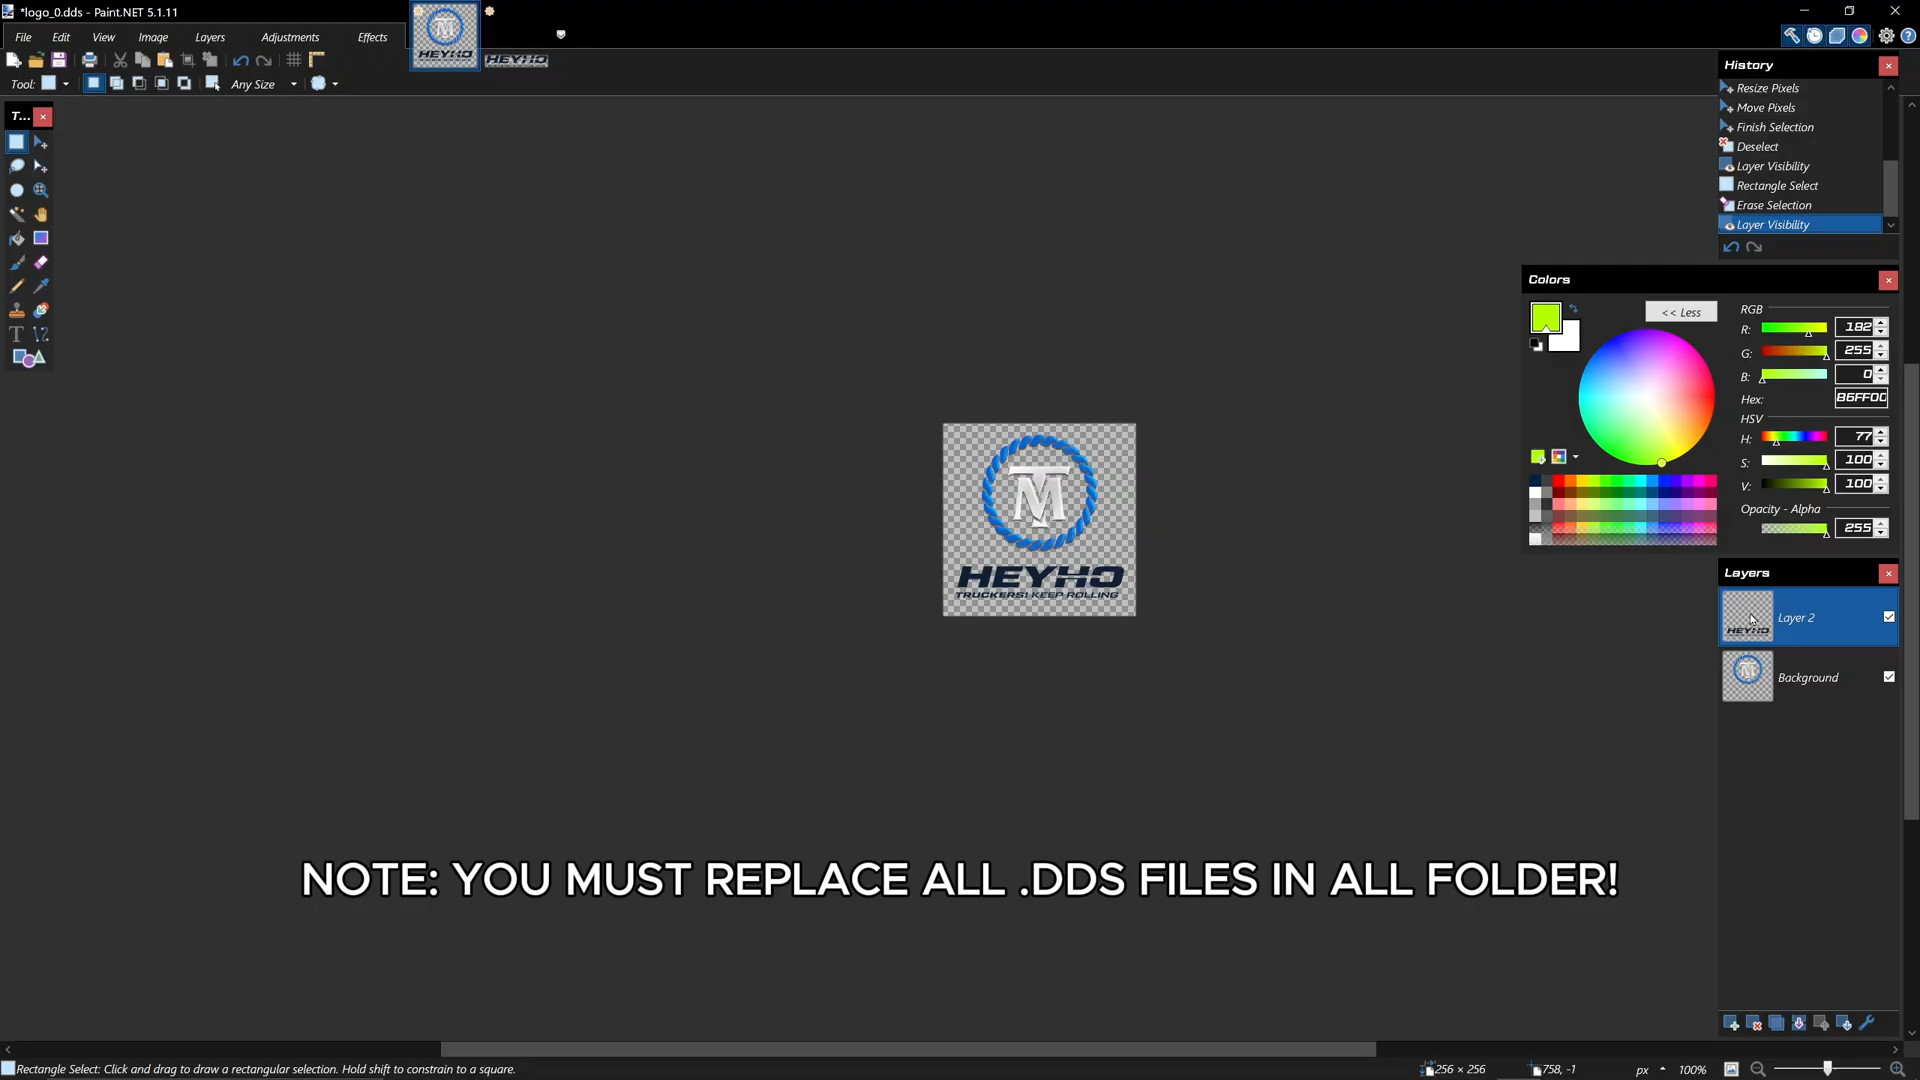 *logo_0.dds - Paint.NET 5.1.11
File Edit View Image Layers Adjustments Effects
HEYHO
HEYHO
Tool: Any Size
T...
History
Resize Pixels
Move Pixels
Finish Selection
Deselect
Layer Visibility
Rectangle Select
Erase Selection
Layer Visibility
Colors
<< Less
RGB
R: 182
G: 255
B: 0
Hex: B6FF00
HSV
H: 77
S: 100
V: 100
Opacity - Alpha
255
TM
HEYHO
TRUCKERS! KEEP ROLLING
Layers
HEYHO
Layer 2
Background
NOTE: YOU MUST REPLACE ALL .DDS FILES IN ALL FOLDER!
Rectangle Select: Click and drag to draw a rectangular selection. Hold shift to constrain to a square.
256 × 256
758, -1
px
100%